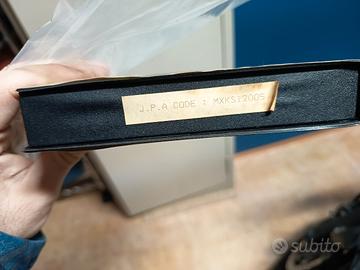 J.P.A CODE : MXKS12005
subito